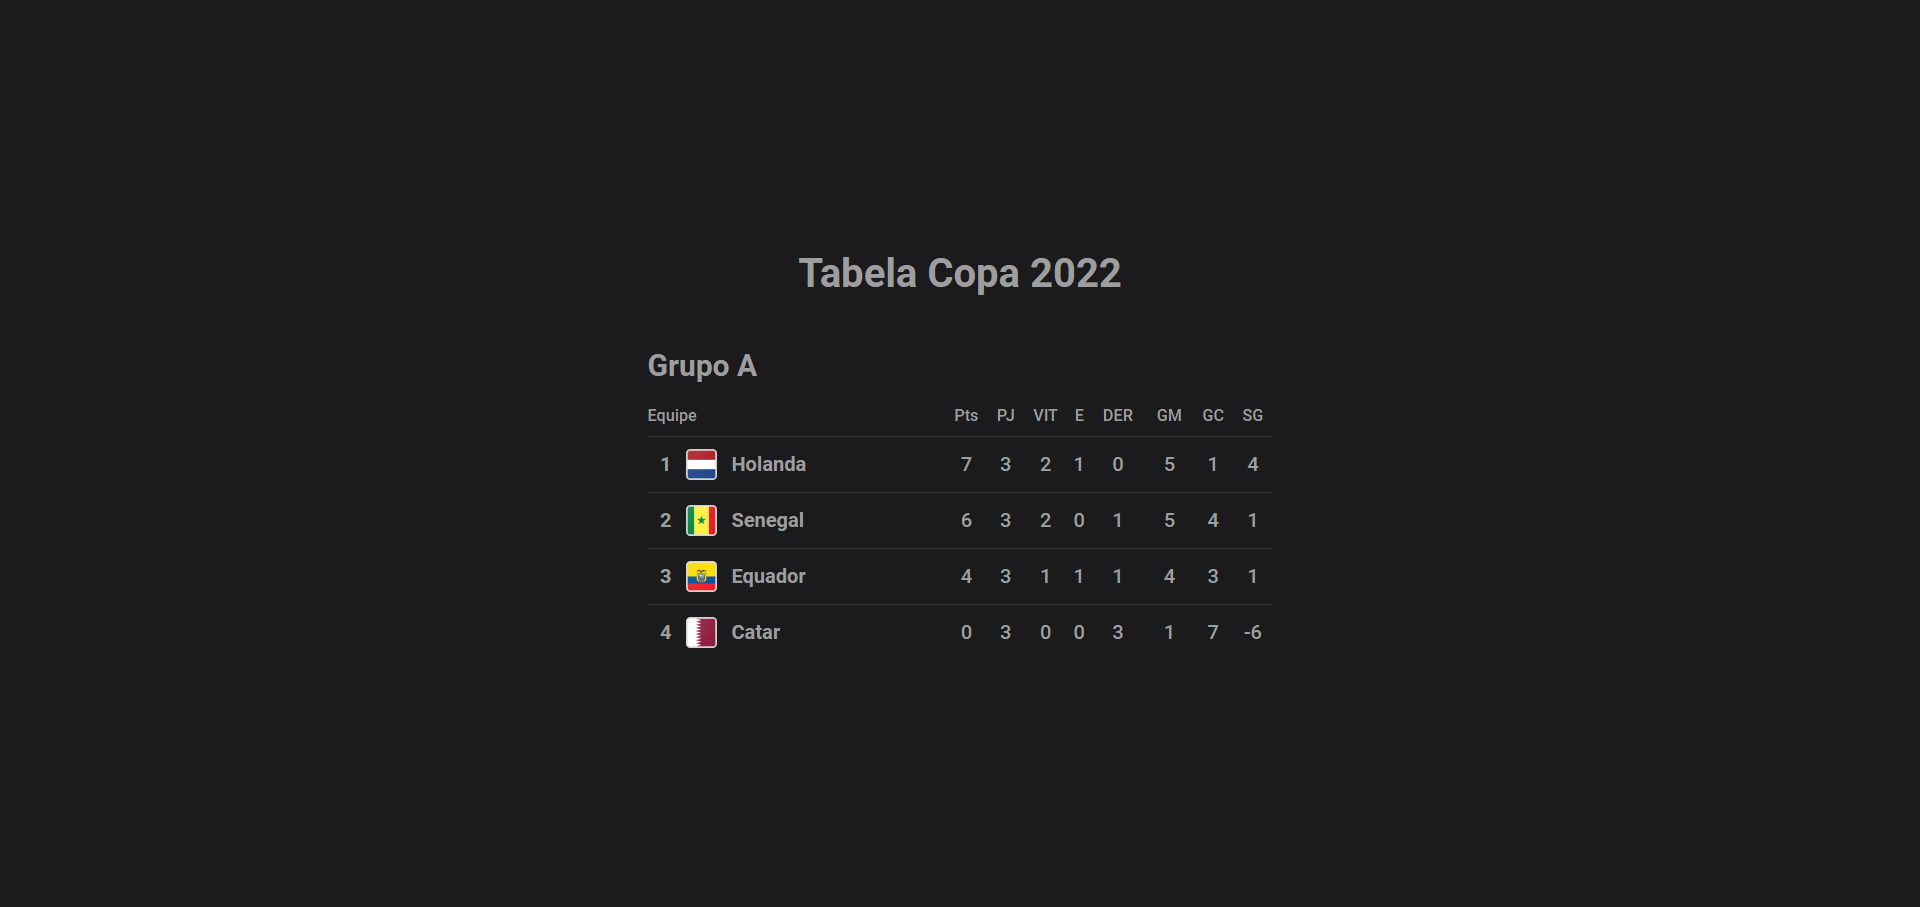 Tabela Copa 2022
Grupo A
Equipe Pts PJ VIT E DER GM GC SG
1 Holanda 7 3 2 1 0 5 1 4
2 Senegal 6 3 2 0 1 5 4 1
3 Equador 4 3 1 1 1 4 3 1
4 Catar 0 3 0 0 3 1 7 -6